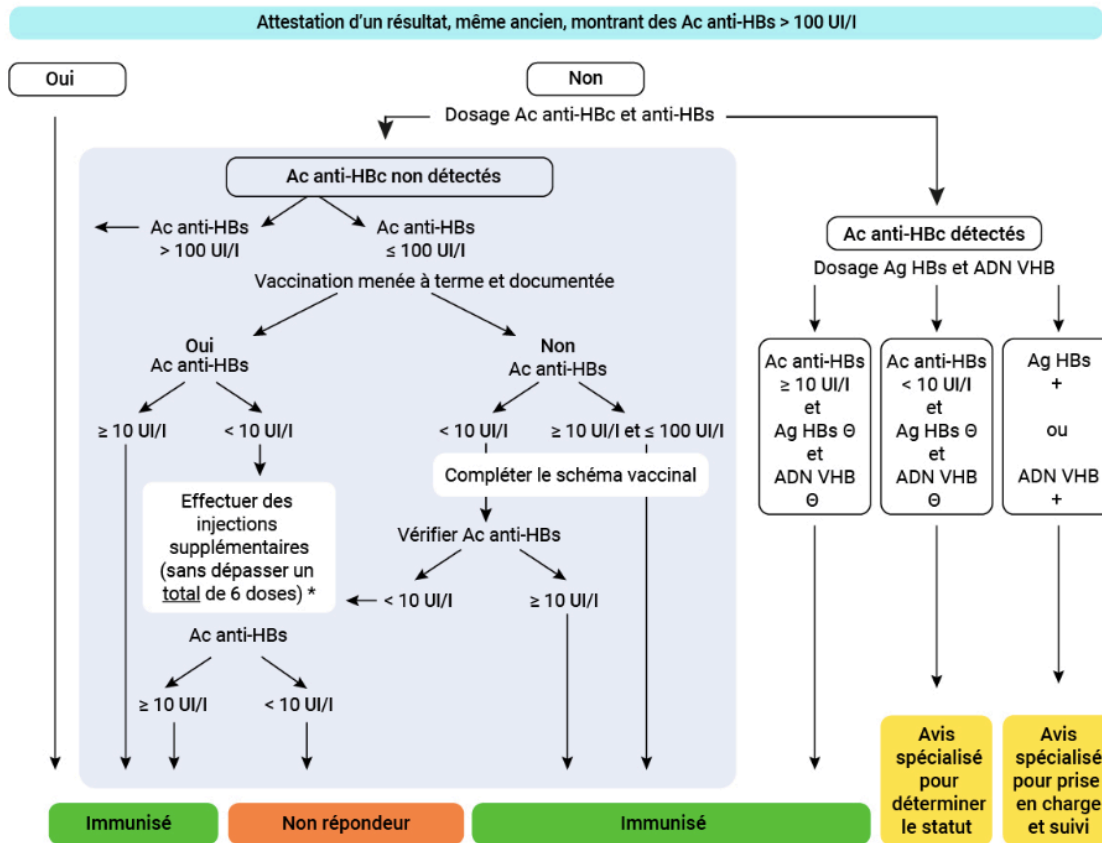 Attestation d'un résultat, même ancien, montrant des Ac anti-HBs > 100 UI/l
Oui
Non
Dosage Ac anti-HBc et anti-HBs
Ac anti-HBc non détectés
Ac anti-HBs
> 100 UI/l
Ac anti-HBs
≤ 100 UI/l
Vaccination menée à terme et documentée
Oui
Ac anti-HBs
Non
Ac anti-HBs
≥ 10 UI/l
< 10 UI/l
< 10 UI/l
≥ 10 UI/l et ≤ 100 UI/l
Effectuer des
injections
supplémentaires
(sans dépasser un
total de 6 doses) *
Compléter le schéma vaccinal
Vérifier Ac anti-HBs
< 10 UI/l
≥ 10 UI/l
Ac anti-HBs
≥ 10 UI/l
< 10 UI/l
Ac anti-HBc détectés
Dosage Ag HBs et ADN VHB
Ac anti-HBs
≥ 10 UI/l
et
Ag HBs Θ
et
ADN VHB
Θ
Ac anti-HBs
< 10 UI/l
et
Ag HBs Θ
et
ADN VHB
Θ
Ag HBs
+
ou
ADN VHB
+
Immunisé
Non répondeur
Immunisé
Avis
spécialisé
pour
déterminer
le statut
Avis
spécialisé
pour prise
en charge
et suivi